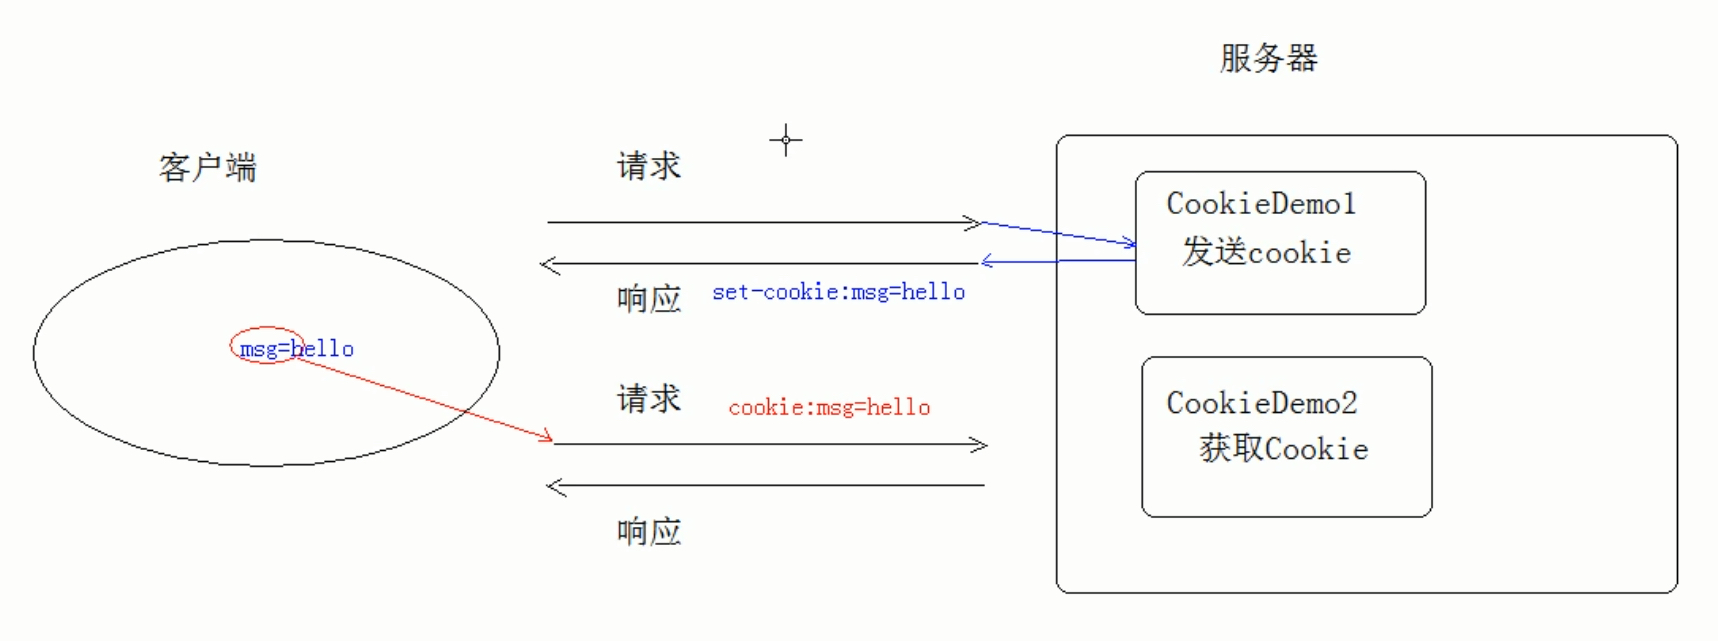 服务器
客户端
请求
CookieDemo1
发送cookie
响应
set-cookie:msg=hello
msg=hello
请求
cookie:msg=hello
CookieDemo2
获取Cookie
响应